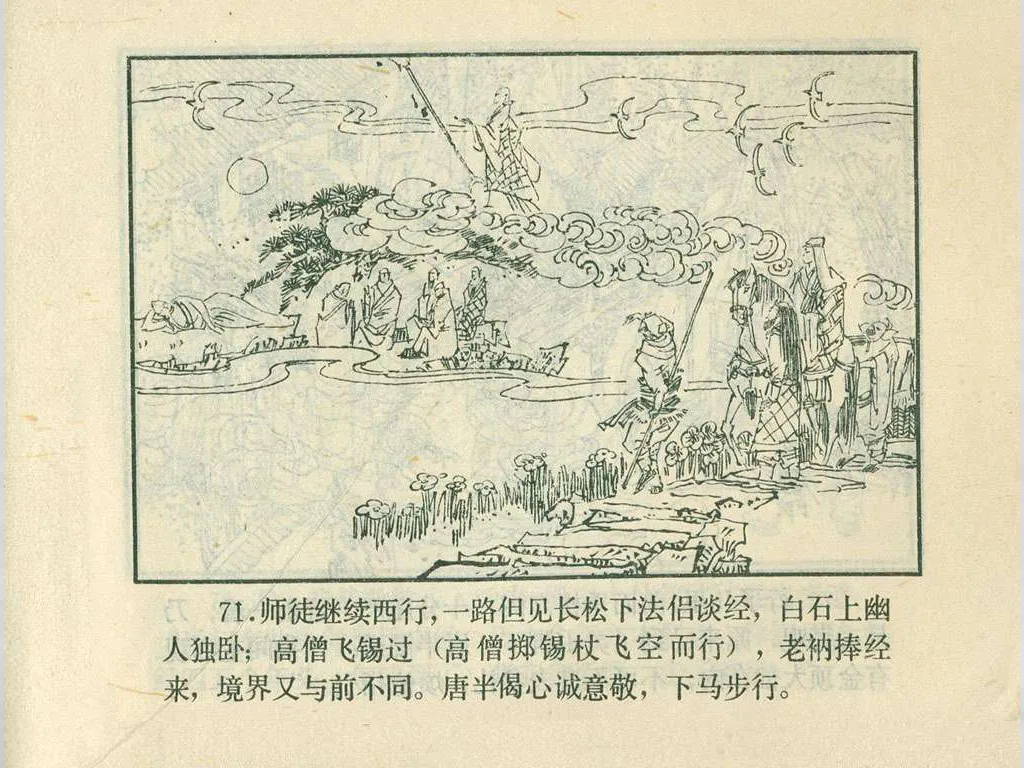 71.师徒继续西行，一路但见长松下法侣谈经，白石上幽
人独卧；高僧飞锡过（高僧掷锡杖飞空而行），老衲捧经
来，境界又与前不同。唐半偈心诚意敬，下马步行。